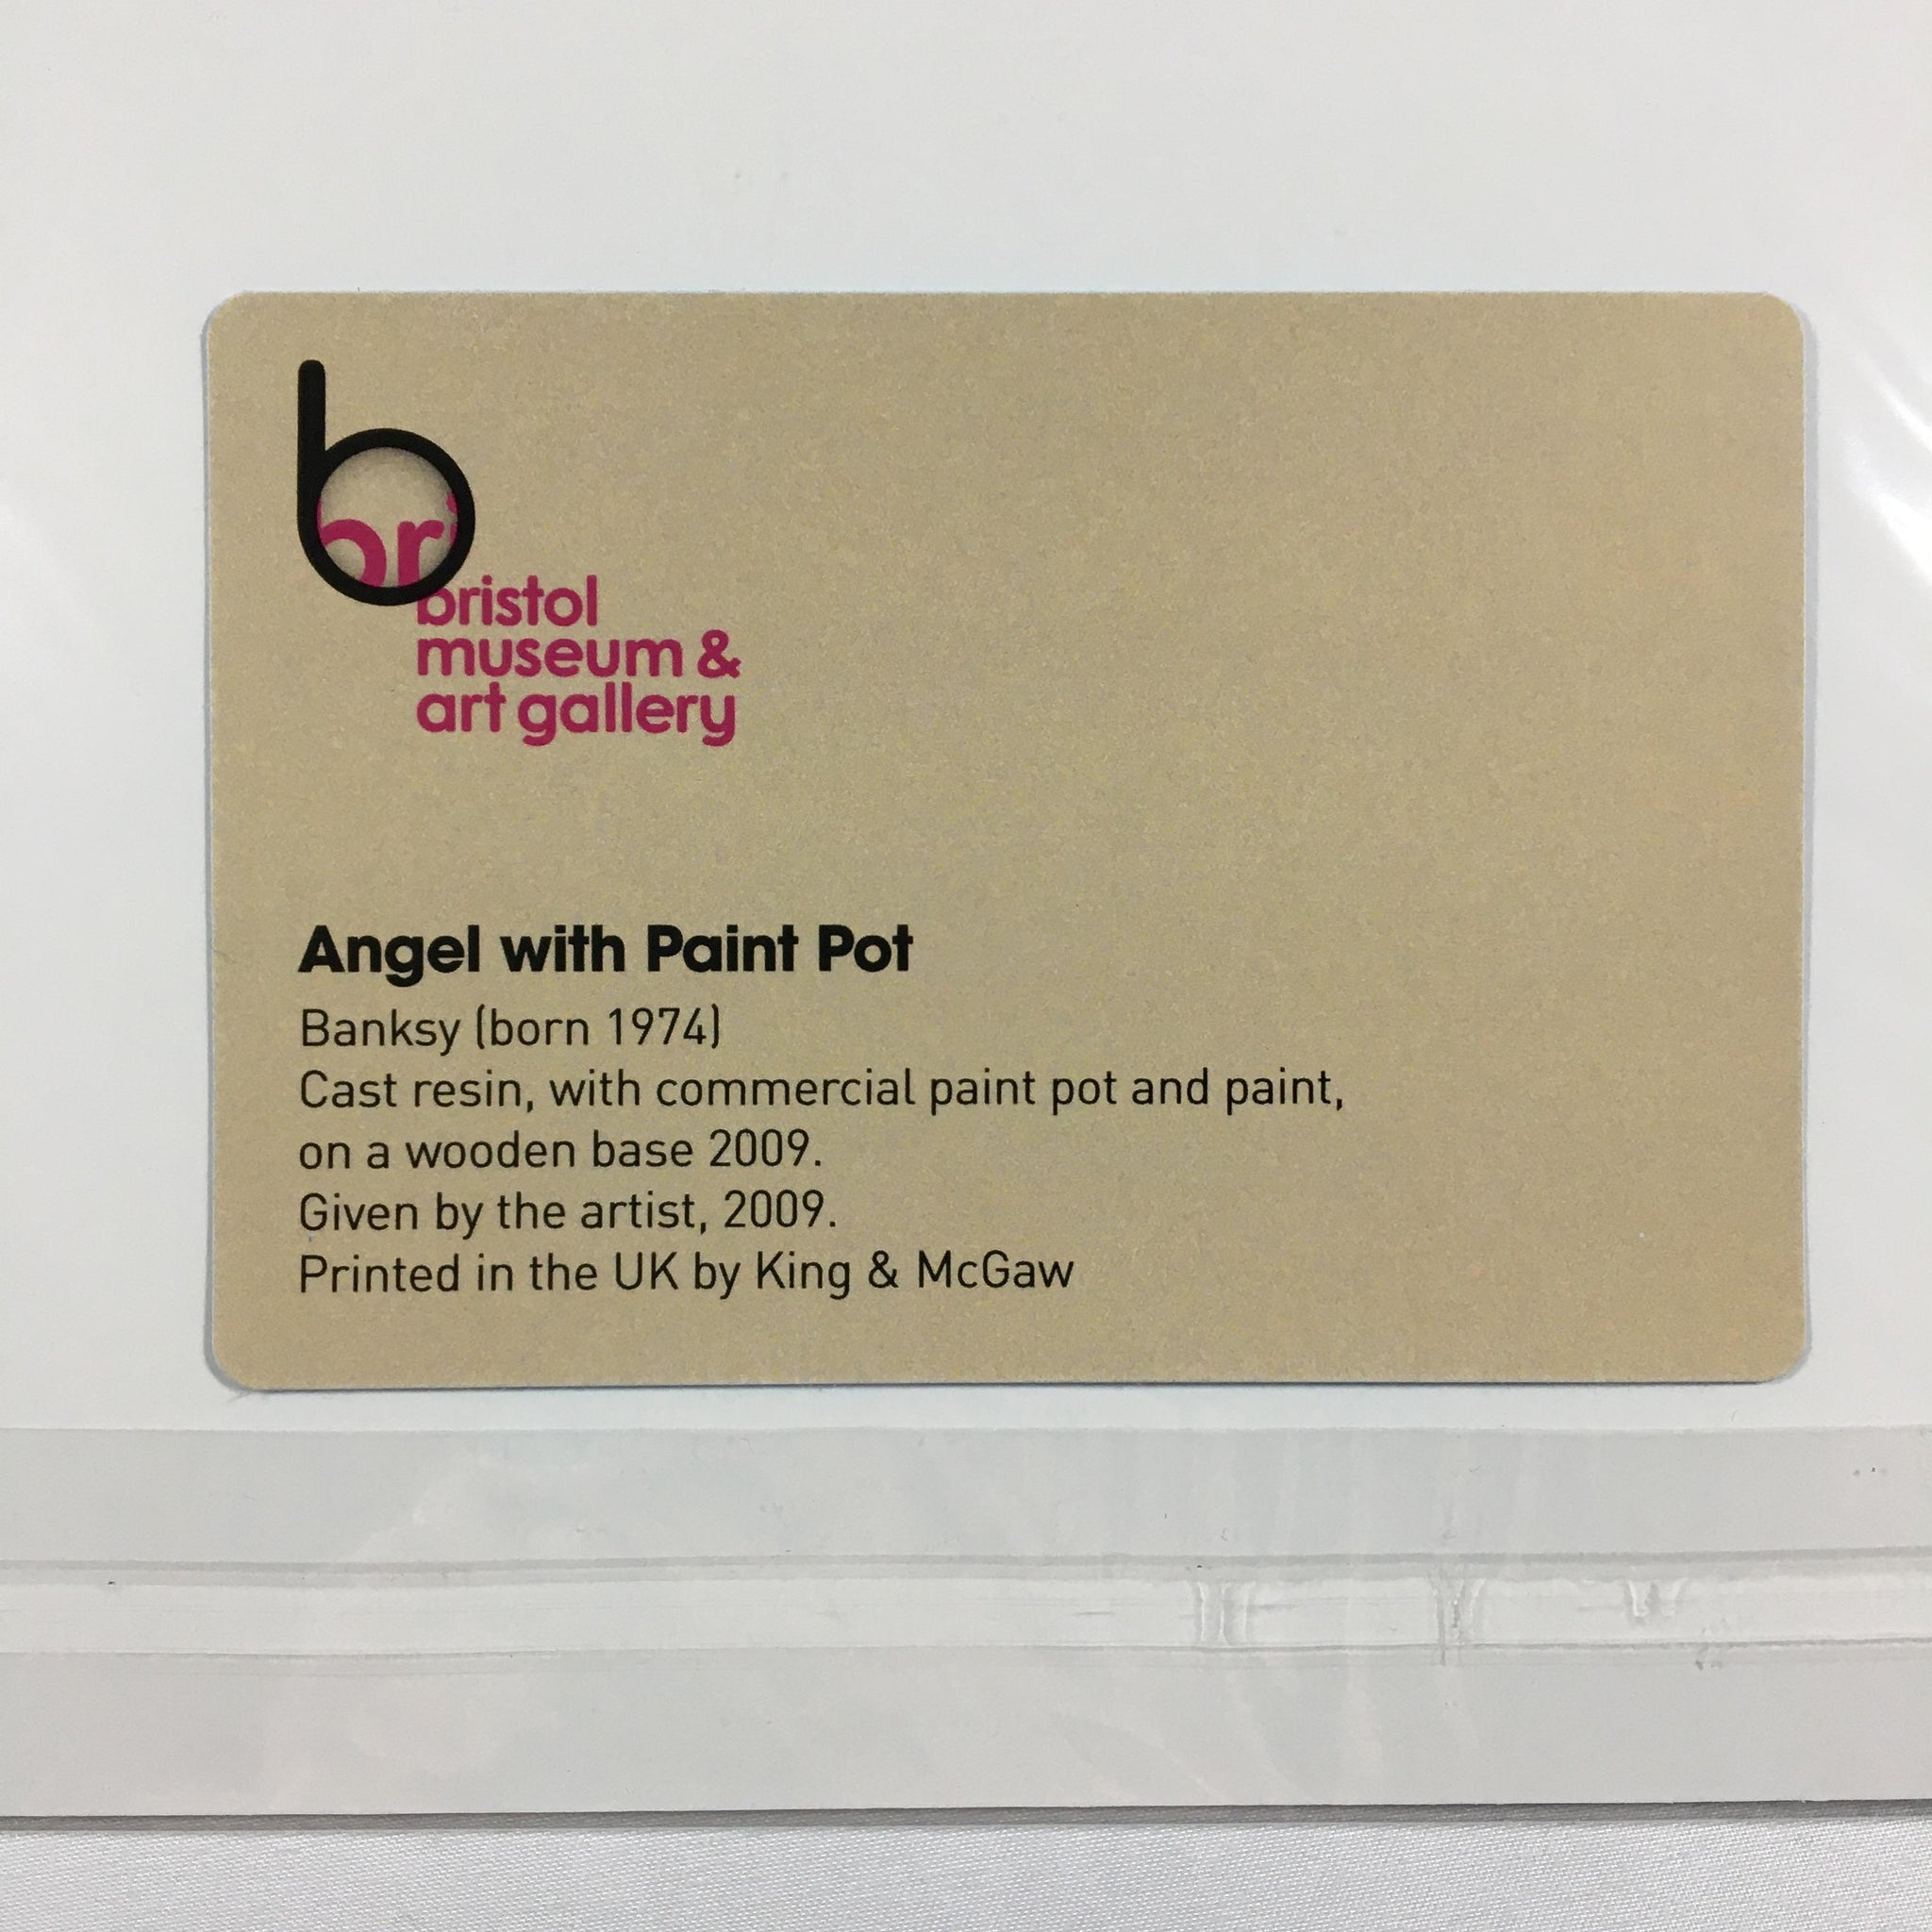 b
bri
bristol
museum &
art gallery
Angel with Paint Pot
Banksy (born 1974)
Cast resin, with commercial paint pot and paint,
on a wooden base 2009.
Given by the artist, 2009.
Printed in the UK by King & McGaw